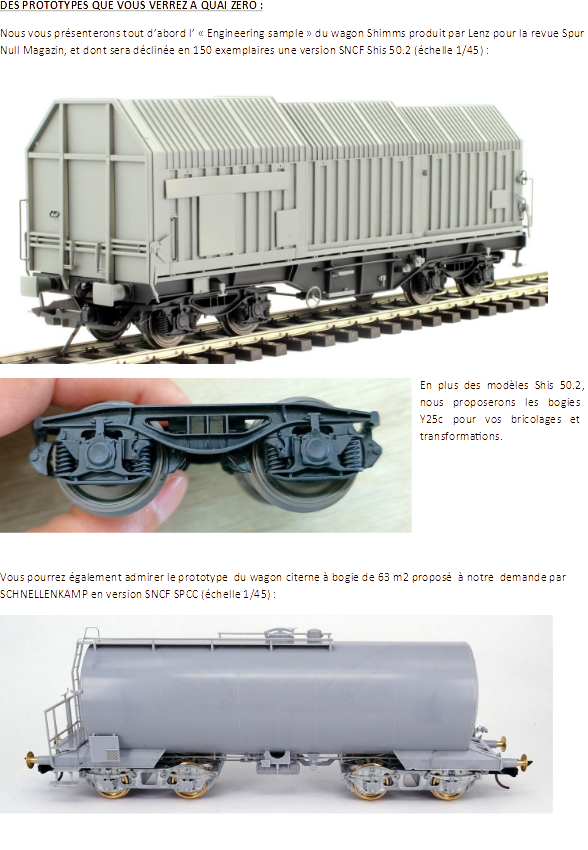 DES PROTOTYPES QUE VOUS VERREZ A QUAI ZERO :
Nous vous présenterons tout d’abord l’ « Engineering sample » du wagon Shimms produit par Lenz pour la revue Spur
Null Magazin, et dont sera déclinée en 150 exemplaires une version SNCF Shis 50.2 (échelle 1/45) :
En plus des modèles Shis 50.2,
nous proposerons les bogies
Y25c pour vos bricolages et
transformations.
Vous pourrez également admirer le prototype du wagon citerne à bogie de 63 m2 proposé à notre demande par
SCHNELLENKAMP en version SNCF SPCC (échelle 1/45) :